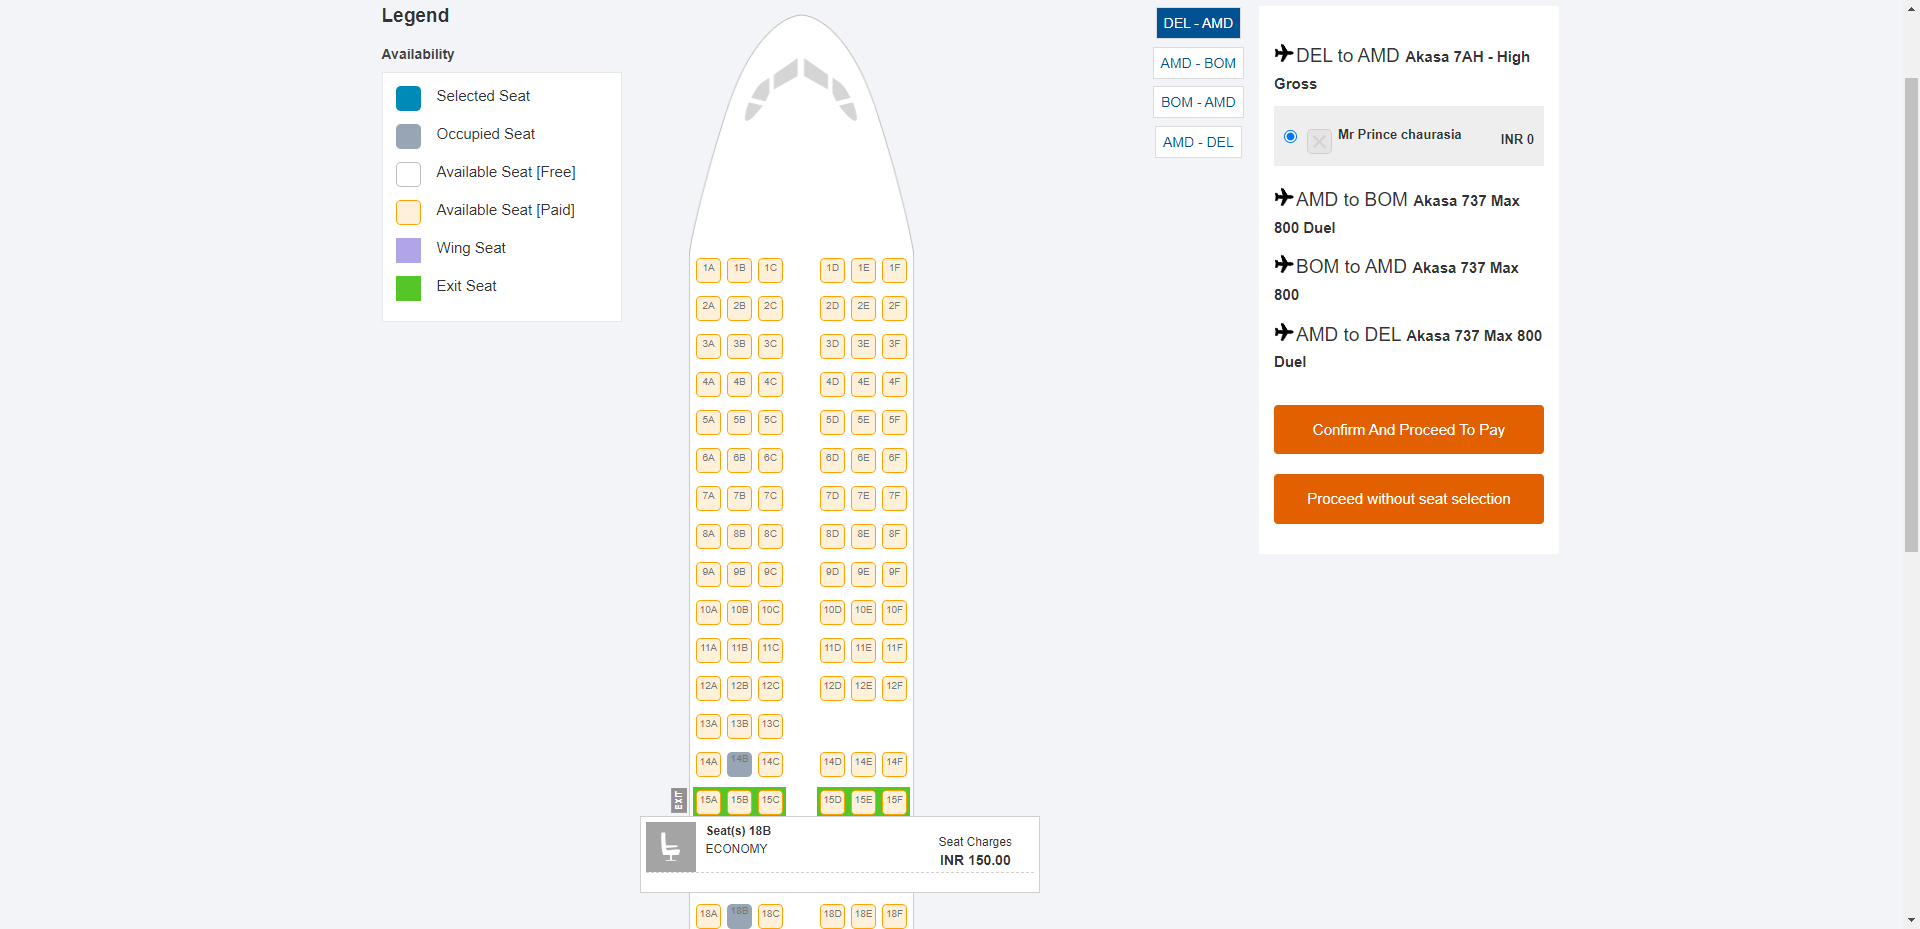 Legend
Availability
Selected Seat
Occupied Seat
Available Seat [Free]
Available Seat [Paid]
Wing Seat
Exit Seat
1A 1B 1C 1D 1E 1F
2A 2B 2C 2D 2E 2F
3A 3B 3C 3D 3E 3F
4A 4B 4C 4D 4E 4F
5A 5B 5C 5D 5E 5F
6A 6B 6C 6D 6E 6F
7A 7B 7C 7D 7E 7F
8A 8B 8C 8D 8E 8F
9A 9B 9C 9D 9E 9F
10A 10B 10C 10D 10E 10F
11A 11B 11C 11D 11E 11F
12A 12B 12C 12D 12E 12F
13A 13B 13C
14A 14B 14C 14D 14E 14F
EXIT 15A 15B 15C 15D 15E 15F
Seat(s) 18B
ECONOMY
Seat Charges
INR 150.00
18A 18B 18C 18D 18E 18F
DEL - AMD
AMD - BOM
BOM - AMD
AMD - DEL
DEL to AMD Akasa 7AH - High
Gross
Mr Prince chaurasia INR 0
AMD to BOM Akasa 737 Max
800 Duel
BOM to AMD Akasa 737 Max
800
AMD to DEL Akasa 737 Max 800
Duel
Confirm And Proceed To Pay
Proceed without seat selection